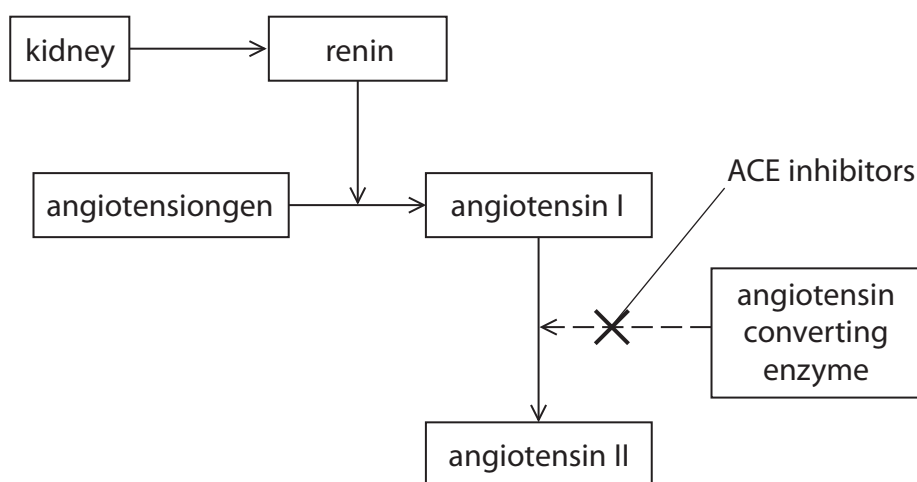 kidney
renin
ACE inhibitors
angiotensiongen
angiotensin I
angiotensin
converting
enzyme
angiotensin II